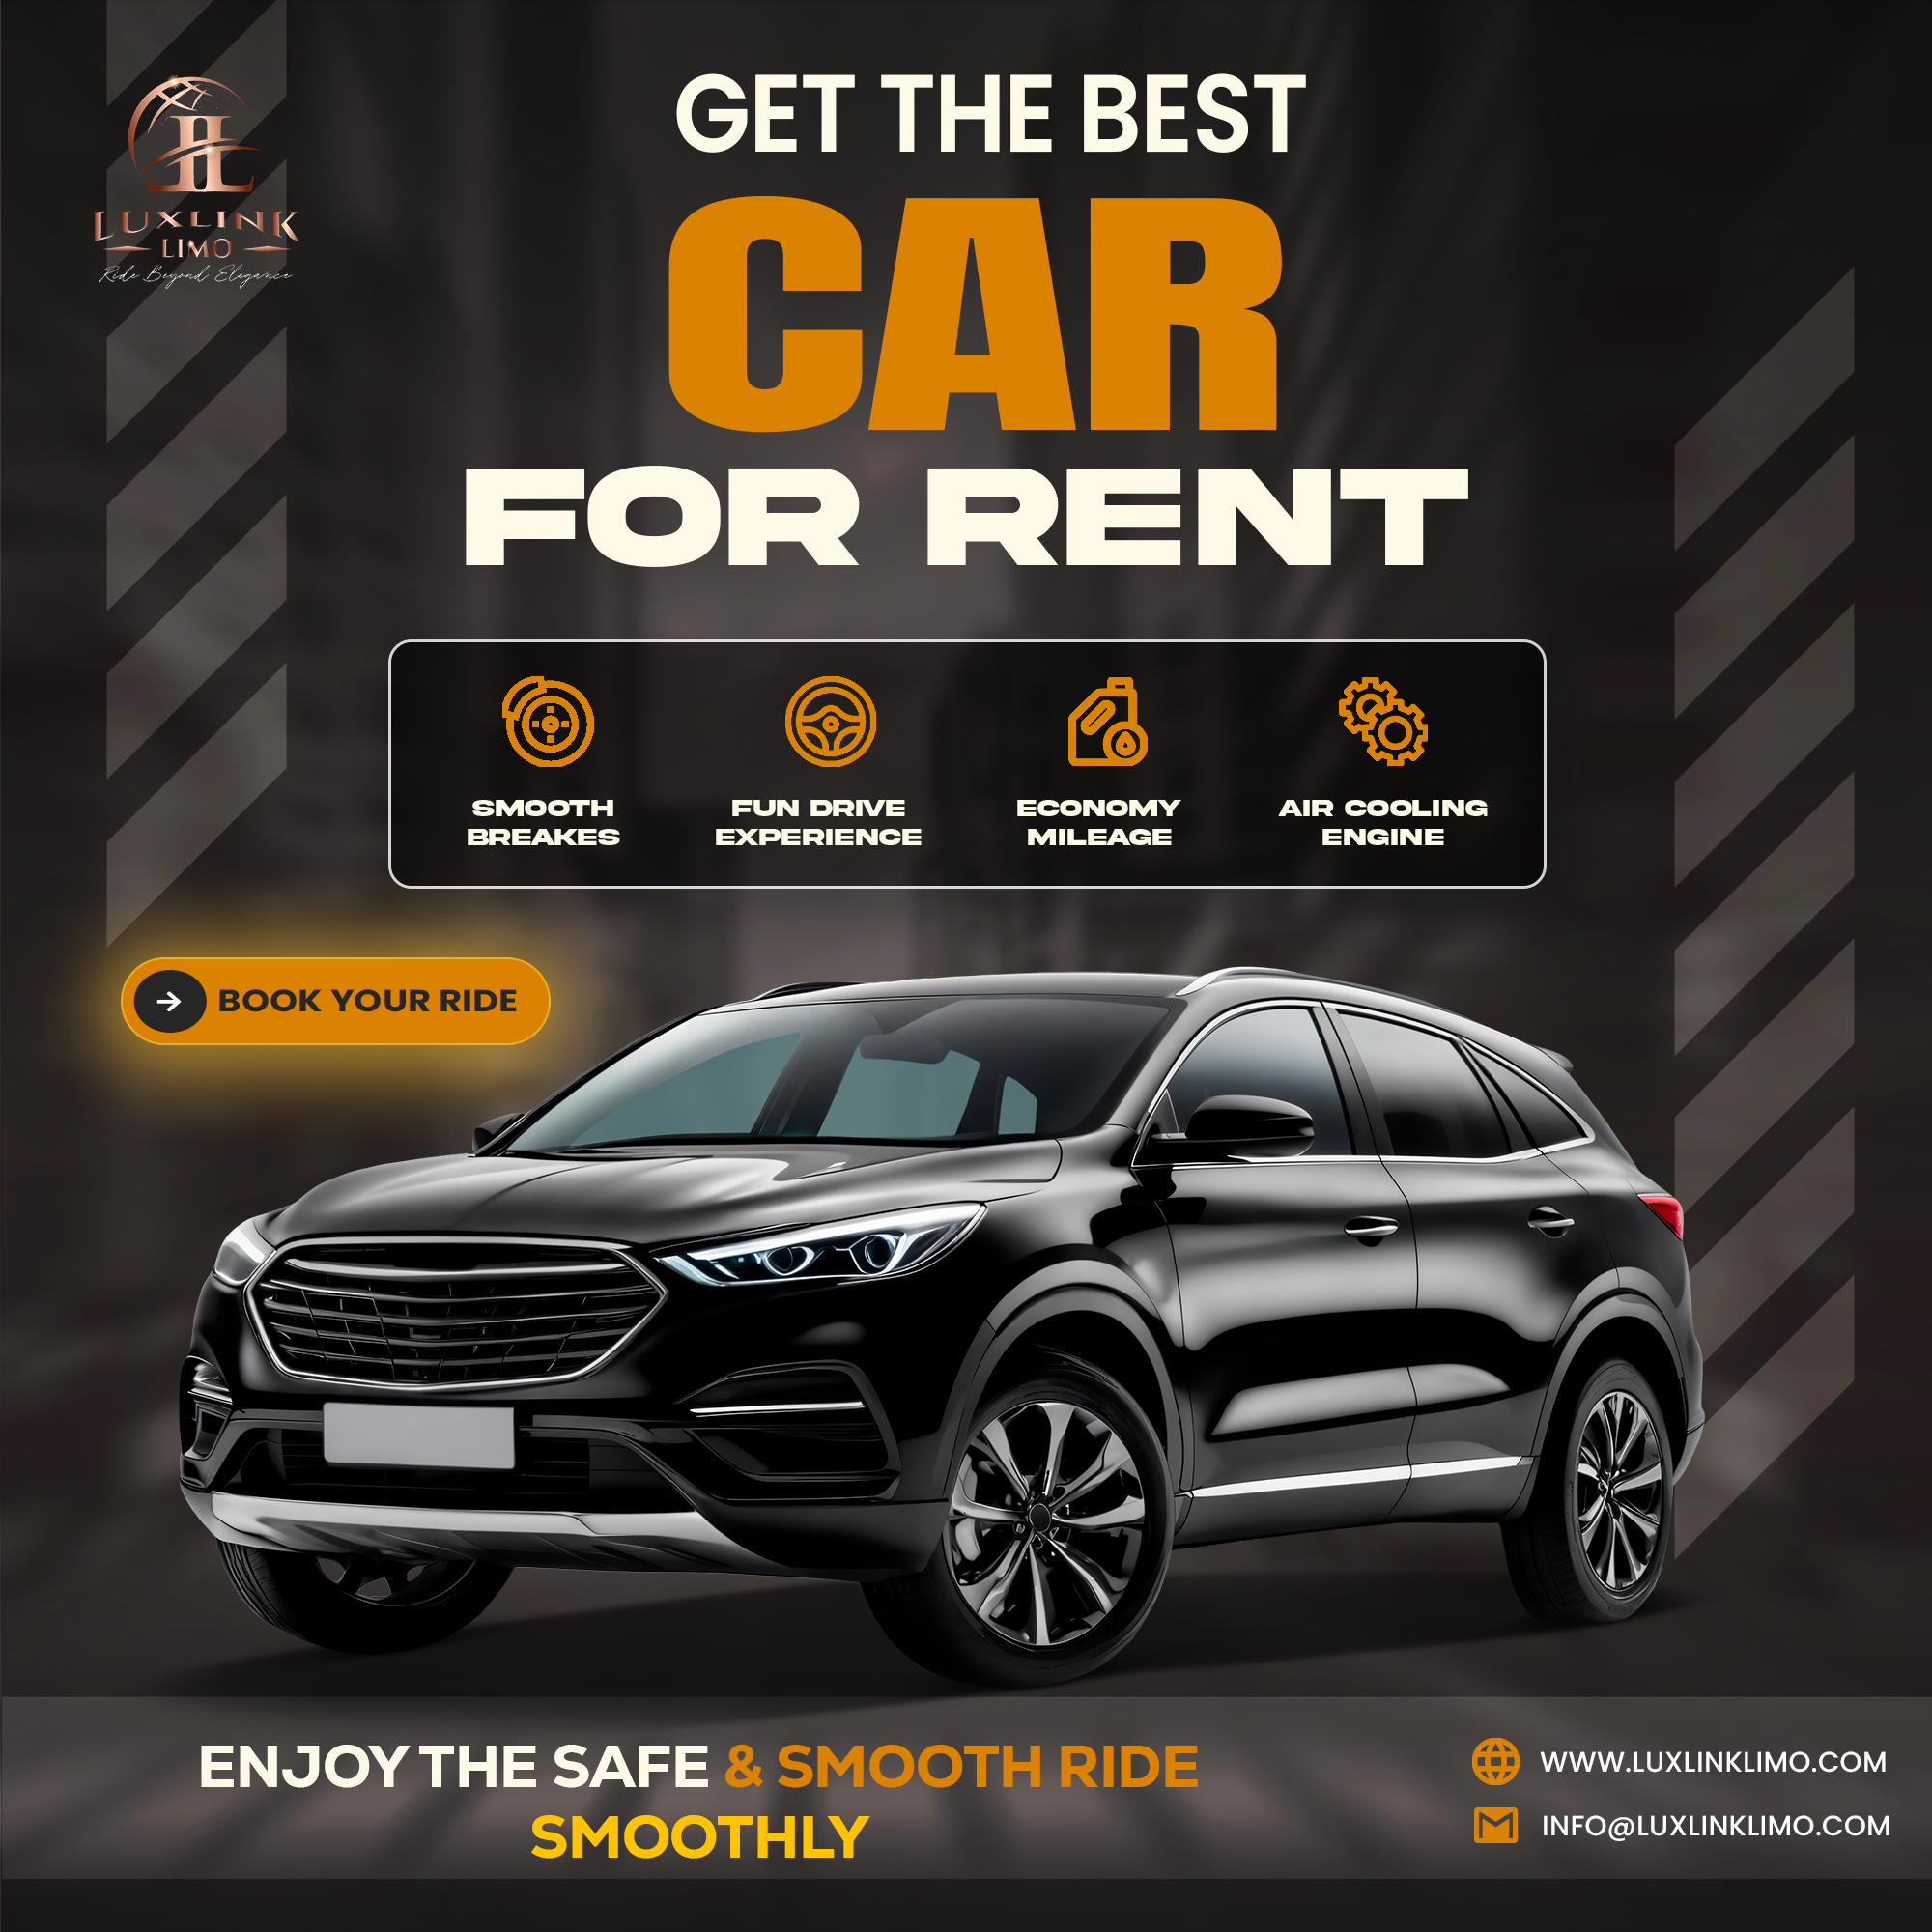 LUXLINK
LIMO
Ride Beyond Elegance
GET THE BEST
CAR
FOR RENT
SMOOTH
BREAKES
FUN DRIVE
EXPERIENCE
ECONOMY
MILEAGE
AIR COOLING
ENGINE
BOOK YOUR RIDE
ENJOY THE SAFE & SMOOTH RIDE
SMOOTHLY
WWW.LUXLINKLIMO.COM
INFO@LUXLINKLIMO.COM